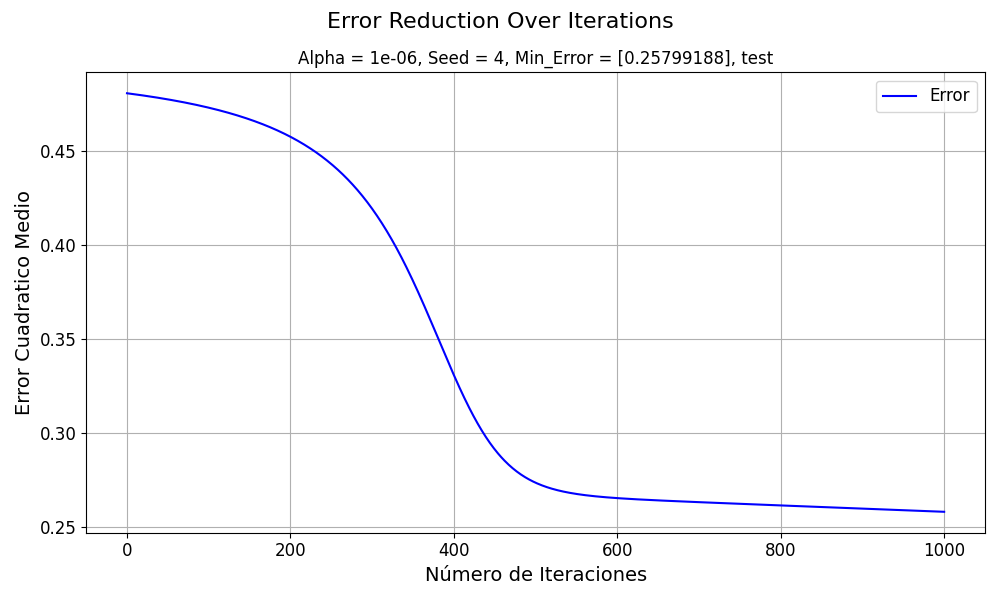 Error Reduction Over Iterations
Alpha = 1e-06, Seed = 4, Min_Error = [0.25799188], test
Error
Error Cuadratico Medio
0.45
0.40
0.35
0.30
0.25
0 200 400 600 800 1000
Número de Iteraciones